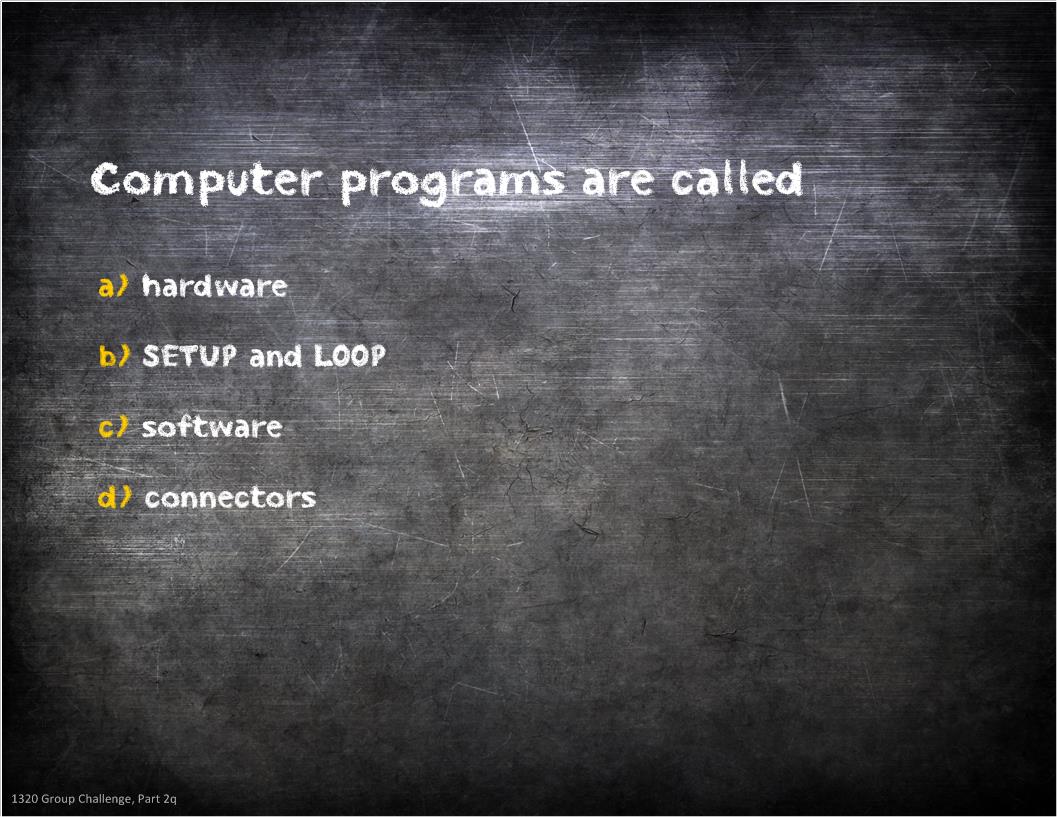 Computer programs are called
a) hardware
b) SETUP and LOOP
c) software
d) connectors
1320 Group Challenge, Part 2q